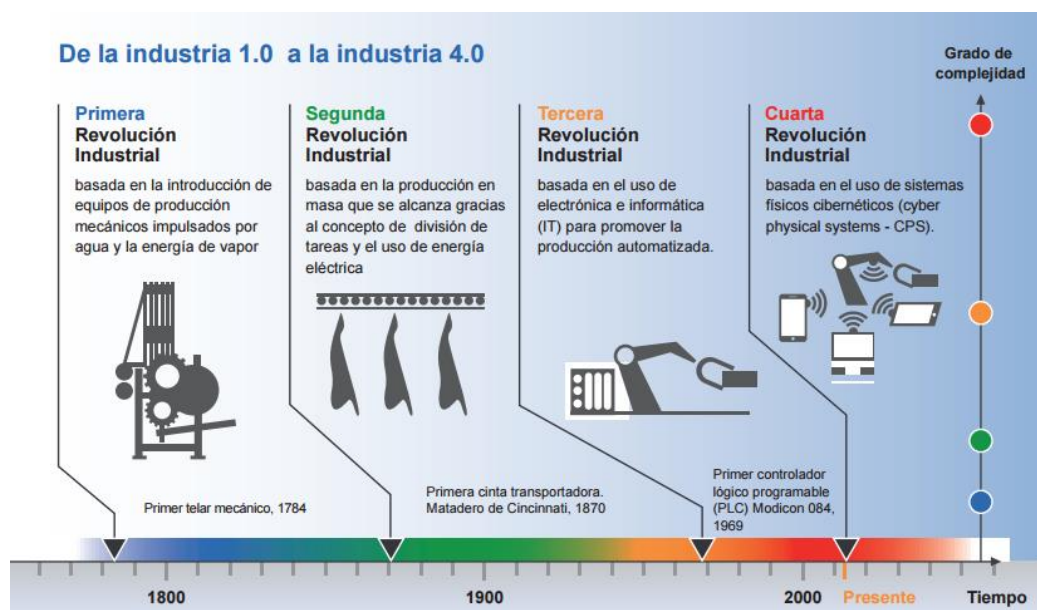 De la industria 1.0 a la industria 4.0
Grado de
complejidad
Primera
Revolución
Industrial
basada en la introducción de
equipos de producción
mecánicos impulsados por
agua y la energía de vapor
Segunda
Revolución
Industrial
basada en la producción en
masa que se alcanza gracias
al concepto de división de
tareas y el uso de energía
eléctrica
Tercera
Revolución
Industrial
basada en el uso de
electrónica e informática
(IT) para promover la
producción automatizada.
Cuarta
Revolución
Industrial
basada en el uso de sistemas
físicos cibernéticos (cyber
physical systems - CPS).
Primer telar mecánico, 1784
Primera cinta transportadora.
Matadero de Cincinnati, 1870
Primer controlador
lógico programable
(PLC) Modicon 084,
1969
1800
1900
2000
Presente
Tiempo